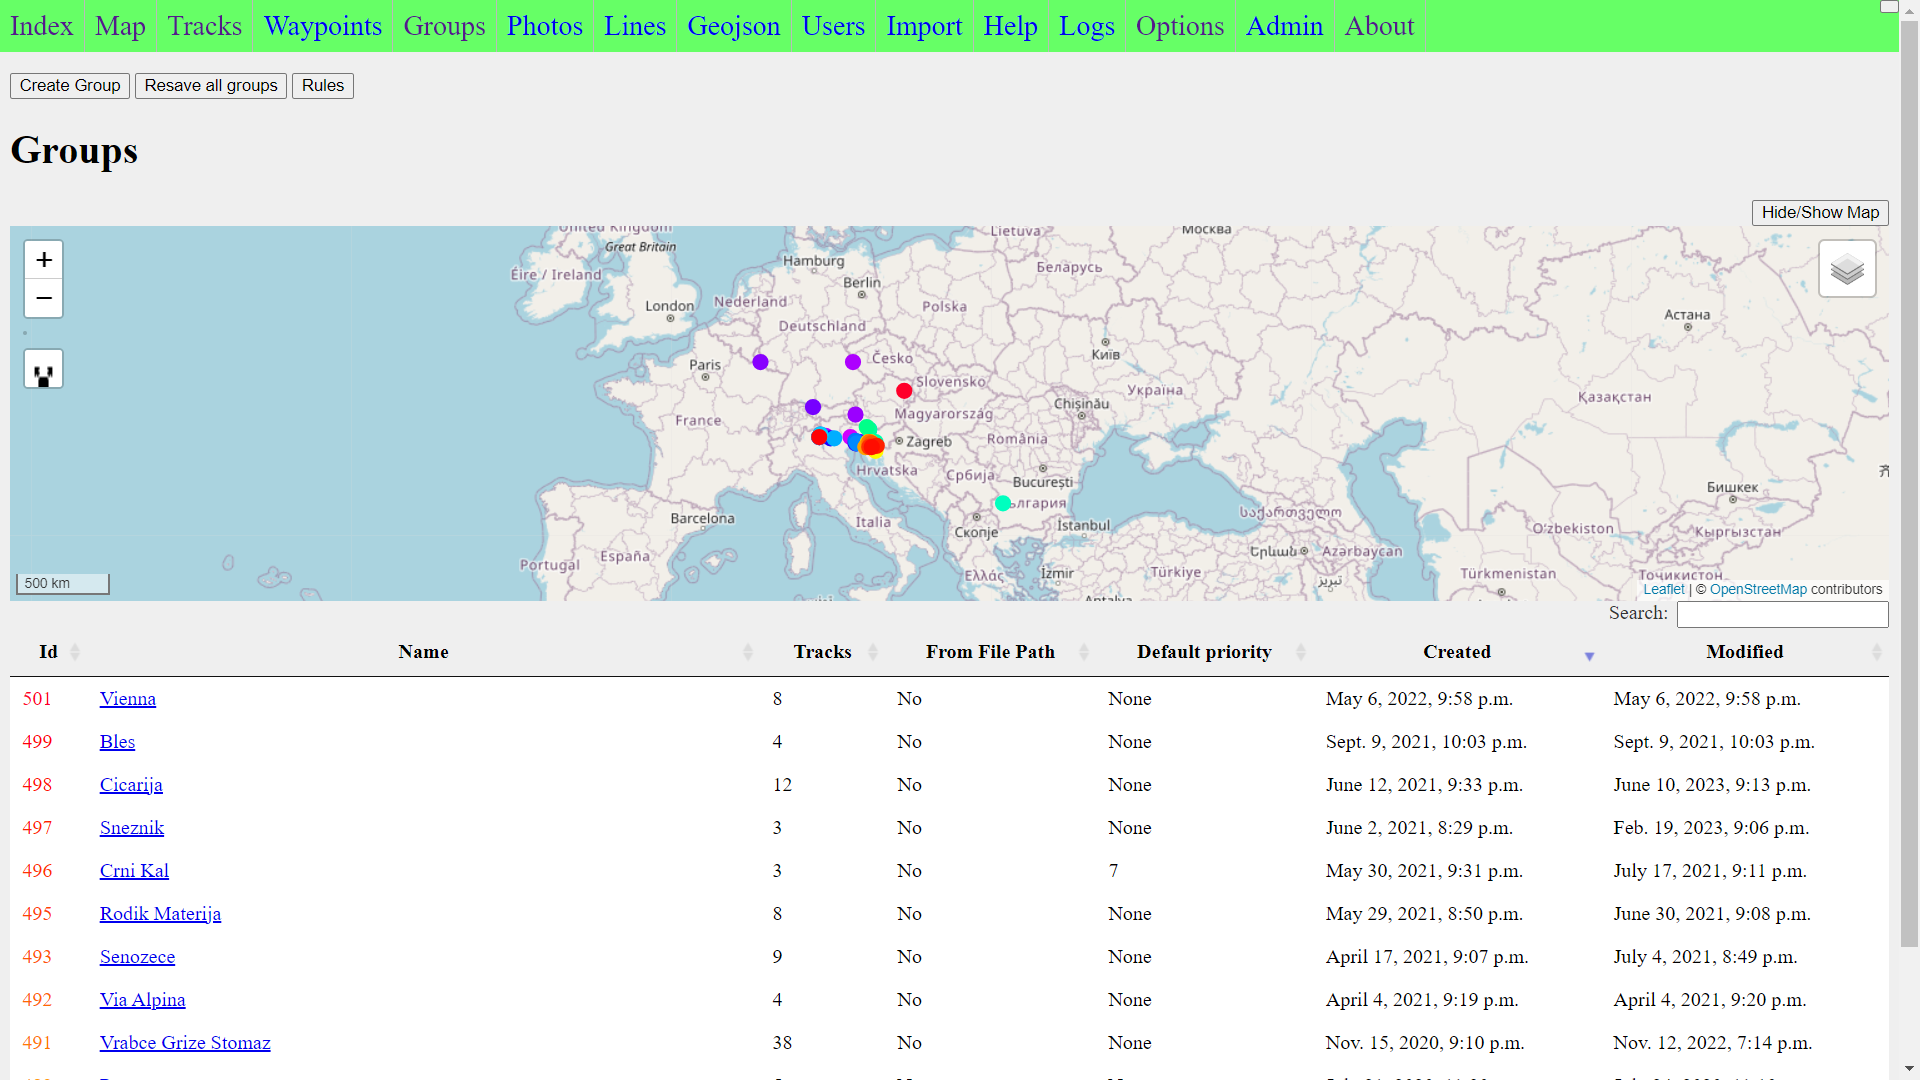 Index Map Tracks Waypoints Groups Photos Lines Geojson Users Import Help Logs Options Admin About
Create Group Resave all groups Rules
Groups
Hide/Show Map
United Kingdom
Great Britain
Lietuva
Москва
Éire / Ireland
Hamburg
Беларусь
Berlin
London
Nederland
Polska
Астана
Deutschland
Київ
Paris
Česko
Slovensko
Україна
Қазақстан
Chișinău
France
Magyarország
Zagreb
România
Hrvatska
Србија
București
Бишкек
България
Barcelona
Italia
Скопје
İstanbul
საქართველო
Oʻzbekistan
Кыргызстан
España
Portugal
Երևան
Azərbaycan
Ελλάς
İzmir
Türkiye
تبریز
Türkmenistan
Тоҷикистон
Antalya
+
−
500 km
Leaflet | © OpenStreetMap contributors
Search:
Id Name Tracks From File Path Default priority Created Modified
501 Vienna 8 No None May 6, 2022, 9:58 p.m. May 6, 2022, 9:58 p.m.
499 Bles 4 No None Sept. 9, 2021, 10:03 p.m. Sept. 9, 2021, 10:03 p.m.
498 Cicarija 12 No None June 12, 2021, 9:33 p.m. June 10, 2023, 9:13 p.m.
497 Sneznik 3 No None June 2, 2021, 8:29 p.m. Feb. 19, 2023, 9:06 p.m.
496 Crni Kal 3 No 7 May 30, 2021, 9:31 p.m. July 17, 2021, 9:11 p.m.
495 Rodik Materija 8 No None May 29, 2021, 8:50 p.m. June 30, 2021, 9:08 p.m.
493 Senozece 9 No None April 17, 2021, 9:07 p.m. July 4, 2021, 8:49 p.m.
492 Via Alpina 4 No None April 4, 2021, 9:19 p.m. April 4, 2021, 9:20 p.m.
491 Vrabce Grize Stomaz 38 No None Nov. 15, 2020, 9:10 p.m. Nov. 12, 2022, 7:14 p.m.